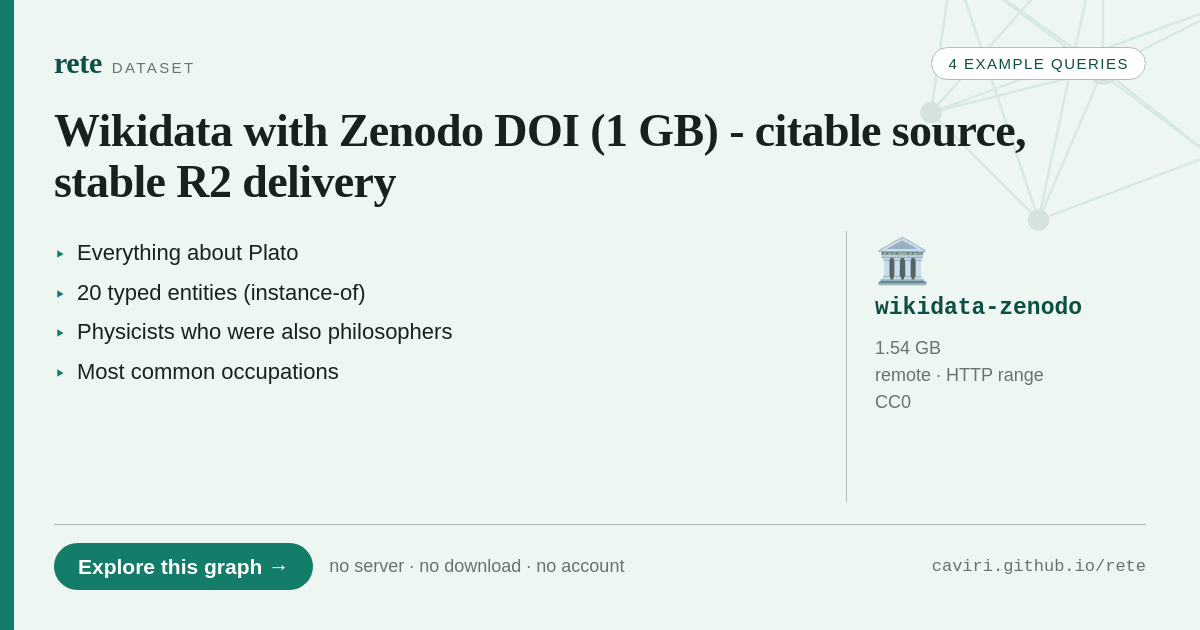 rete DATASET
4 EXAMPLE QUERIES
Wikidata with Zenodo DOI (1 GB) - citable source,
stable R2 delivery
▸ Everything about Plato
▸ 20 typed entities (instance-of)
▸ Physicists who were also philosophers
▸ Most common occupations
wikidata-zenodo
1.54 GB
remote · HTTP range
CC0
Explore this graph →
no server · no download · no account
caviri.github.io/rete